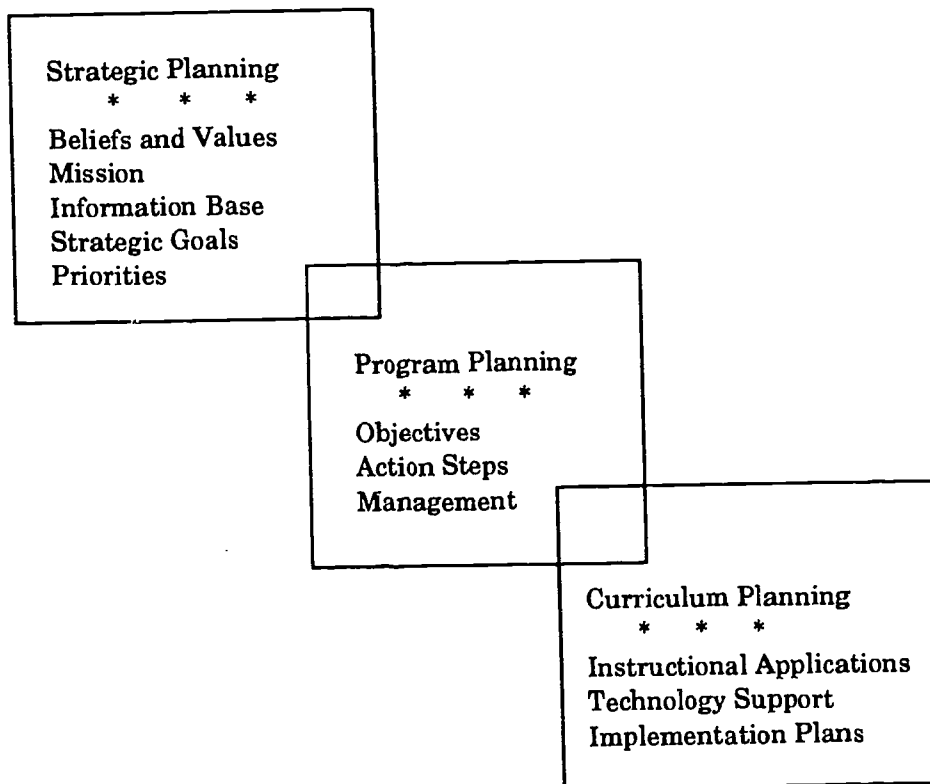 Strategic Planning
* * *
Beliefs and Values
Mission
Information Base
Strategic Goals
Priorities
Program Planning
* * *
Objectives
Action Steps
Management
Curriculum Planning
* * *
Instructional Applications
Technology Support
Implementation Plans